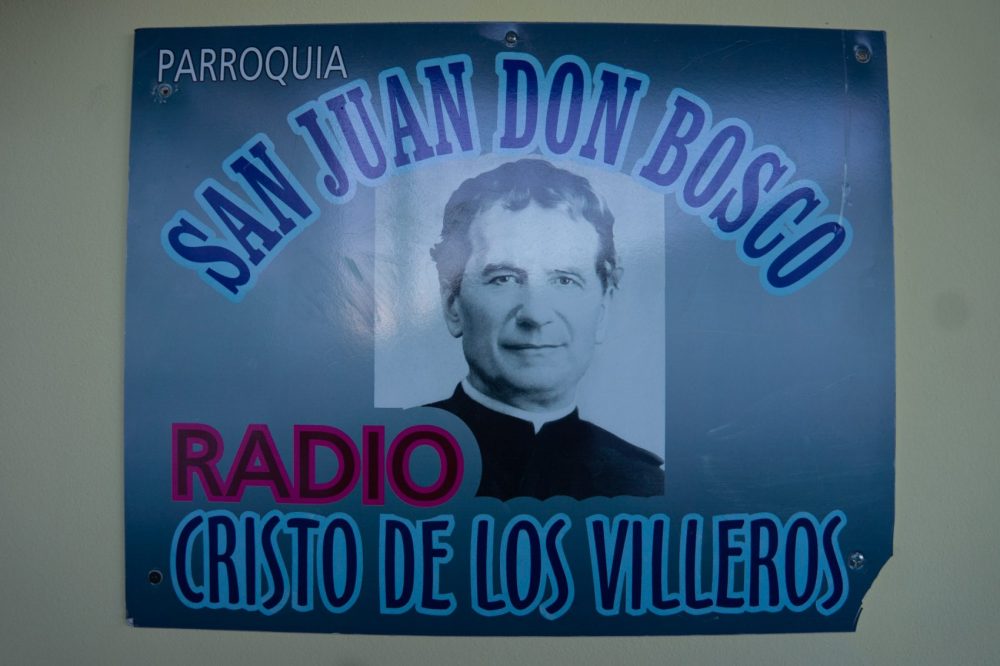 PARROQUIA
SAN JUAN DON BOSCO
RADIO
CRISTO DE LOS VILLEROS